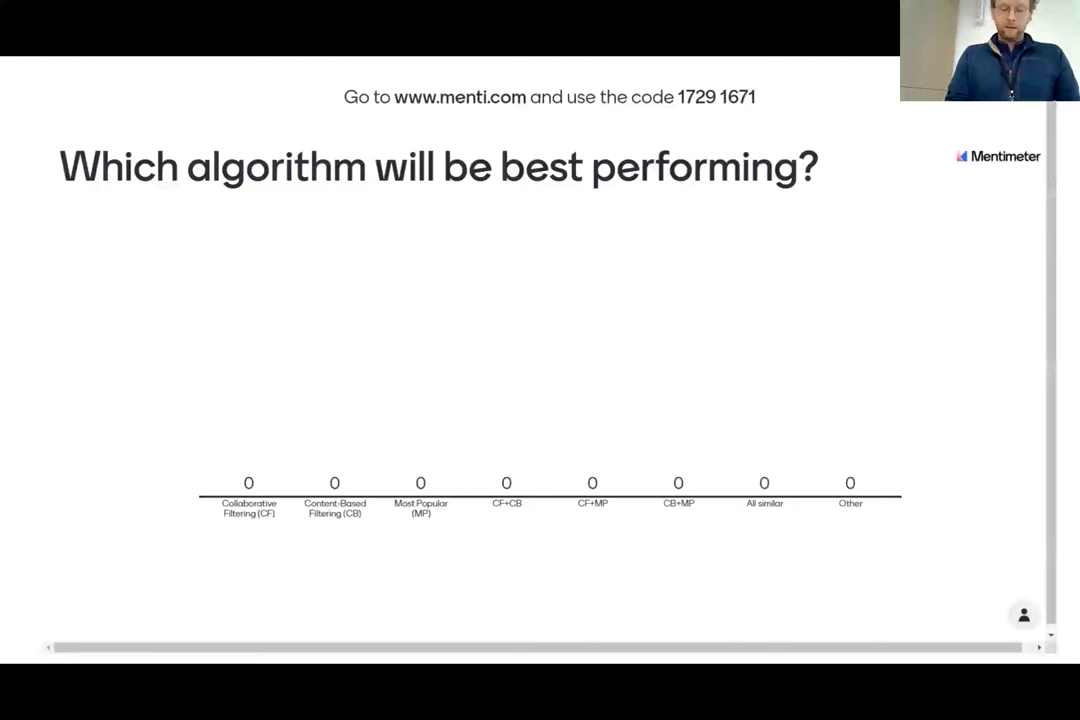 Go to www.menti.com and use the code 1729 1671
Which algorithm will be best performing?
Mentimeter
0 0 0 0 0 0 0 0
Collaborative Filtering (CF)
Content-Based Filtering (CB)
Most Popular (MP)
CF+CB
CF+MP
CB+MP
All similar
Other